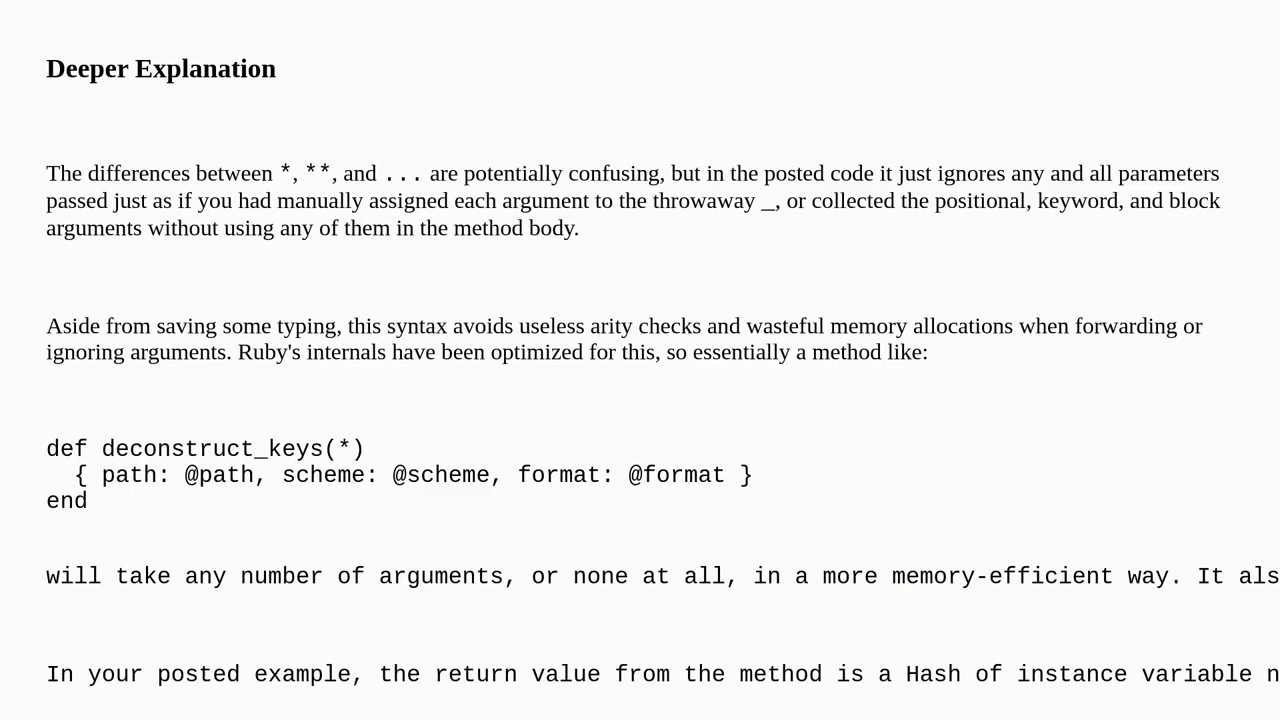 Deeper Explanation
The differences between *, **, and ... are potentially confusing, but in the posted code it just ignores any and all parameters
passed just as if you had manually assigned each argument to the throwaway _, or collected the positional, keyword, and block
arguments without using any of them in the method body.
Aside from saving some typing, this syntax avoids useless arity checks and wasteful memory allocations when forwarding or
ignoring arguments. Ruby's internals have been optimized for this, so essentially a method like:
def deconstruct_keys(*)
  { path: @path, scheme: @scheme, format: @format }
end
will take any number of arguments, or none at all, in a more memory-efficient way. It
In your posted example, the return value from the method is a Hash of instance variable